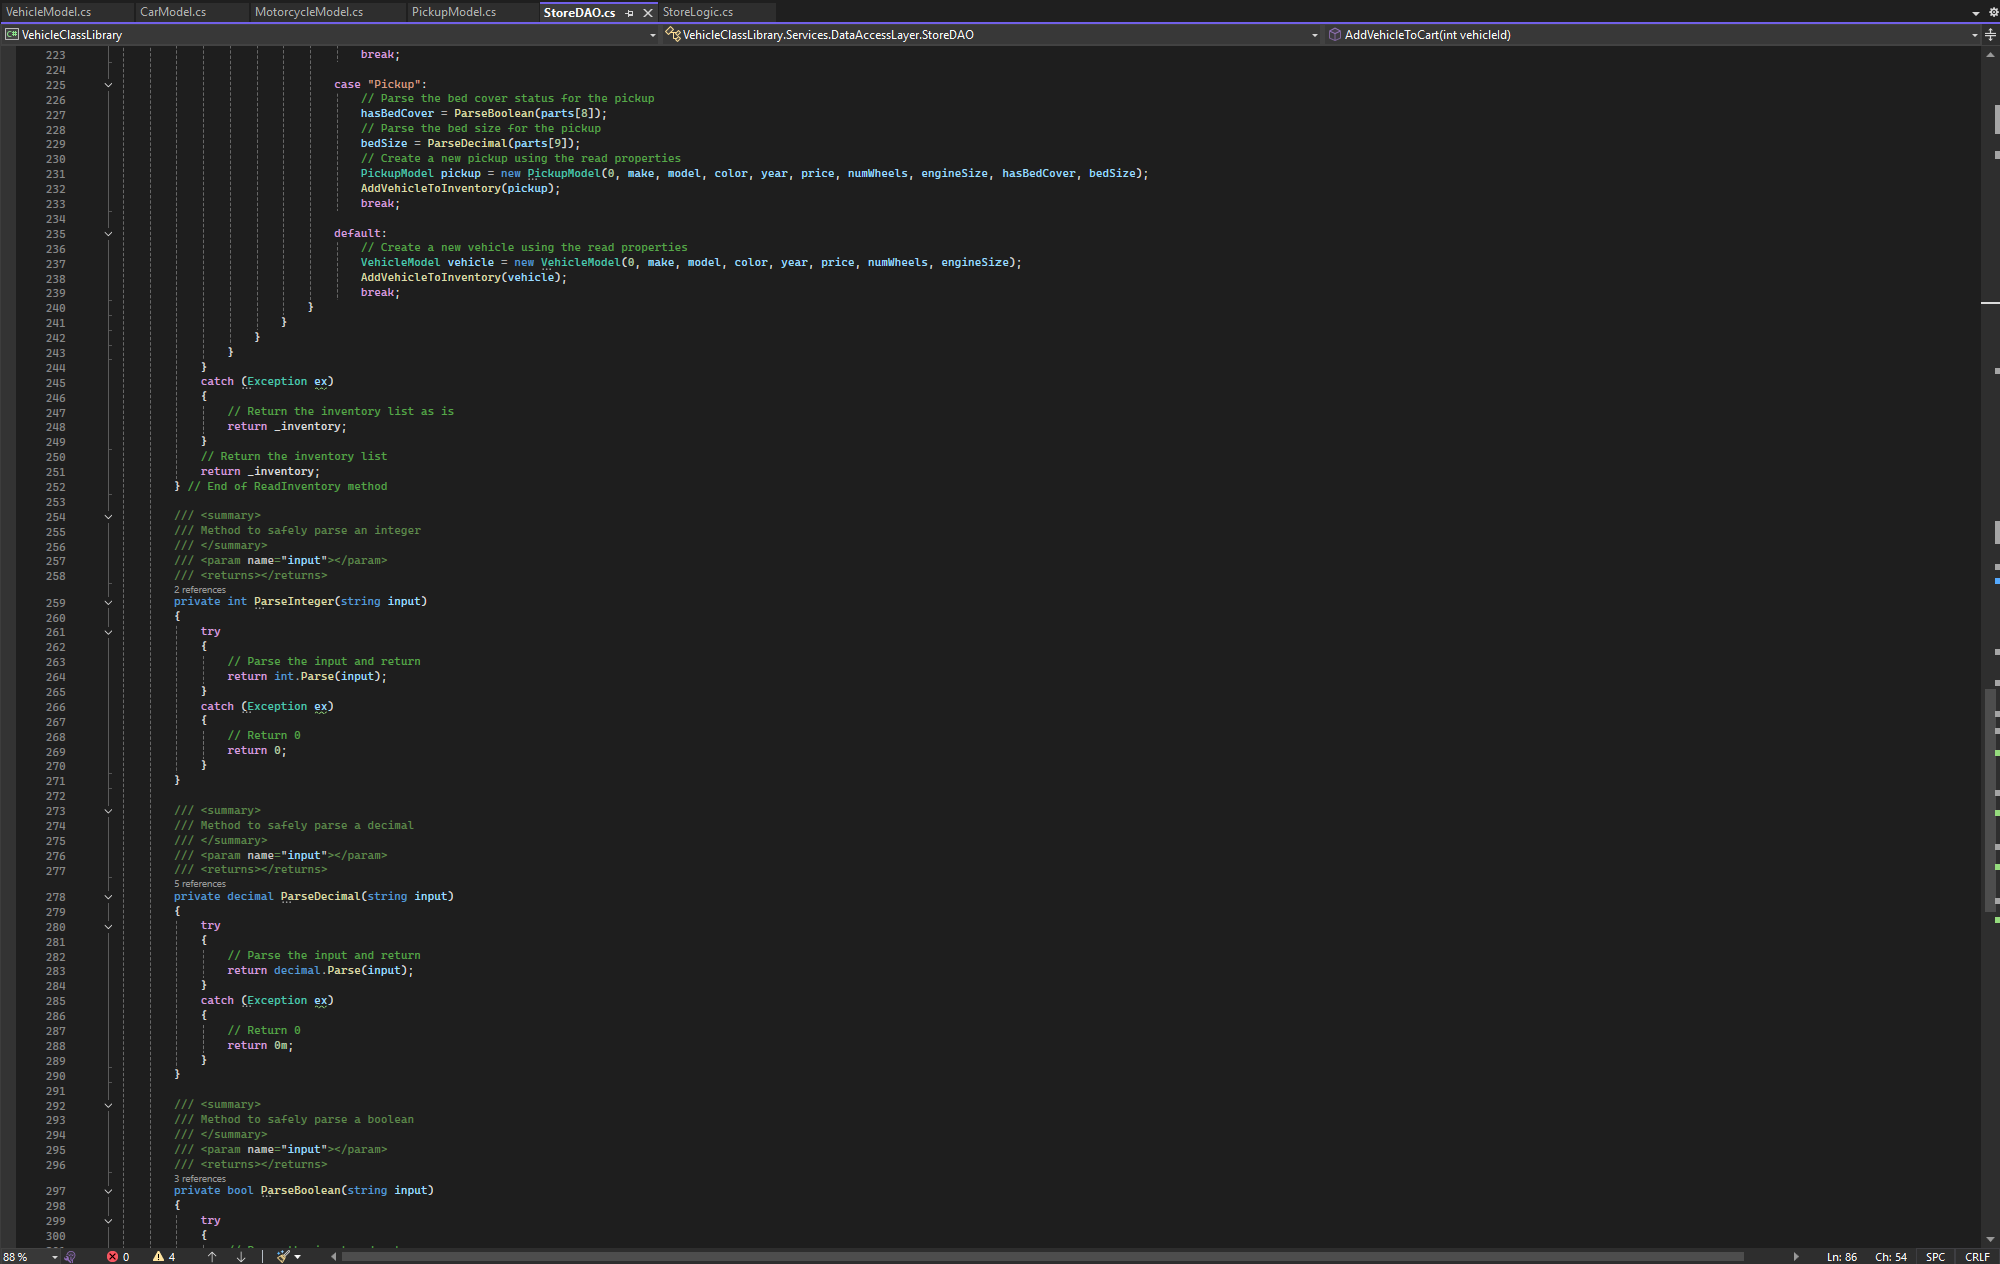 VehicleModel.cs CarModel.cs MotorcycleModel.cs PickupModel.cs StoreDAO.cs StoreLogic.cs
C# VehicleClassLibrary VehicleClassLibrary.Services.DataAccessLayer.StoreDAO AddVehicleToCart(int vehicleId)
223 break;
224
225 case "Pickup":
226 // Parse the bed cover status for the pickup
227 hasBedCover = ParseBoolean(parts[8]);
228 // Parse the bed size for the pickup
229 bedSize = ParseDecimal(parts[9]);
230 // Create a new pickup using the read properties
231 PickupModel pickup = new PickupModel(0, make, model, color, year, price, numWheels, engineSize, hasBedCover, bedSize);
232 AddVehicleToInventory(pickup);
233 break;
234
235 default:
236 // Create a new vehicle using the read properties
237 VehicleModel vehicle = new VehicleModel(0, make, model, color, year, price, numWheels, engineSize);
238 AddVehicleToInventory(vehicle);
239 break;
240 }
241 }
242 }
243 }
244 }
245 catch (Exception ex)
246 {
247 // Return the inventory list as is
248 return _inventory;
249 }
250 // Return the inventory list
251 return _inventory;
252 } // End of ReadInventory method
253
254 /// <summary>
255 /// Method to safely parse an integer
256 /// </summary>
257 /// <param name="input"></param>
258 /// <returns></returns>
2 references
259 private int ParseInteger(string input)
260 {
261 try
262 {
263 // Parse the input and return
264 return int.Parse(input);
265 }
266 catch (Exception ex)
267 {
268 // Return 0
269 return 0;
270 }
271 }
272
273 /// <summary>
274 /// Method to safely parse a decimal
275 /// </summary>
276 /// <param name="input"></param>
277 /// <returns></returns>
5 references
278 private decimal ParseDecimal(string input)
279 {
280 try
281 {
282 // Parse the input and return
283 return decimal.Parse(input);
284 }
285 catch (Exception ex)
286 {
287 // Return 0
288 return 0m;
289 }
290 }
291
292 /// <summary>
293 /// Method to safely parse a boolean
294 /// </summary>
295 /// <param name="input"></param>
296 /// <returns></returns>
3 references
297 private bool ParseBoolean(string input)
298 {
299 try
300 {
88 % 0 4 Ln: 86 Ch: 54 SPC CRLF